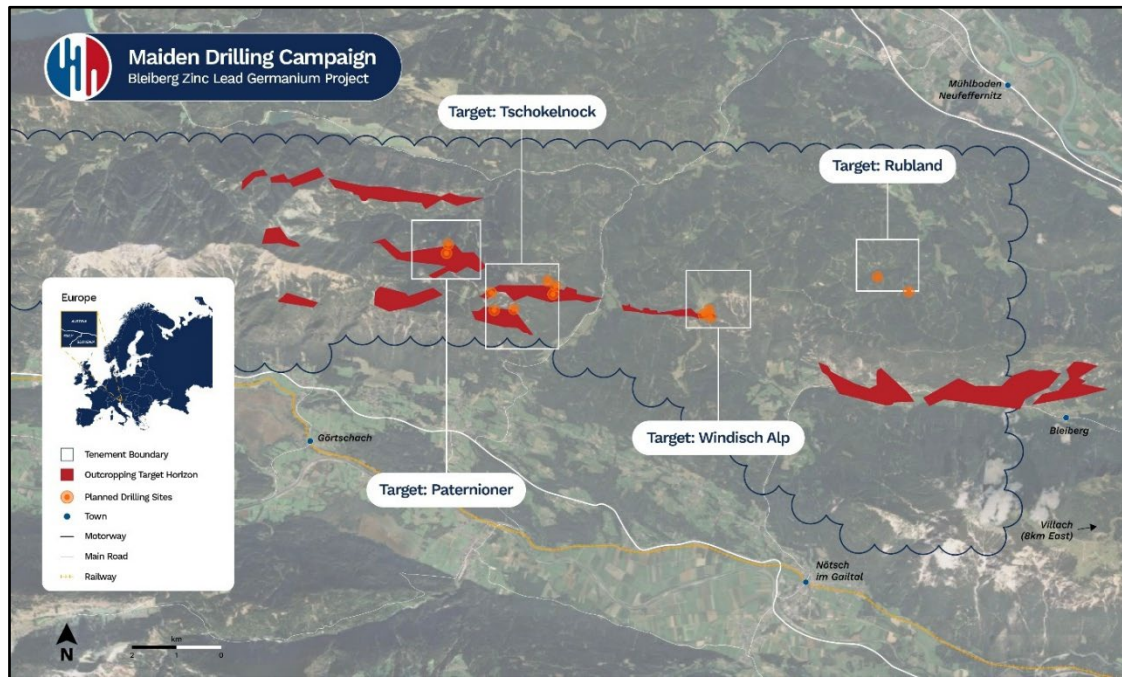 Maiden Drilling Campaign
Bleiberg Zinc Lead Germanium Project
Mühlboden
Neufeffernitz
Target: Tschokelnock
Target: Rubland
Europe
Target: Windisch Alp
Bleiberg
Görtschach
Target: Paternioner
Tenement Boundary
Outcropping Target Horizon
Planned Drilling Sites
Town
Motorway
Main Road
Railway
Villach
(8km East)
Nötsch
im Gailtal
N
km
2 1 0